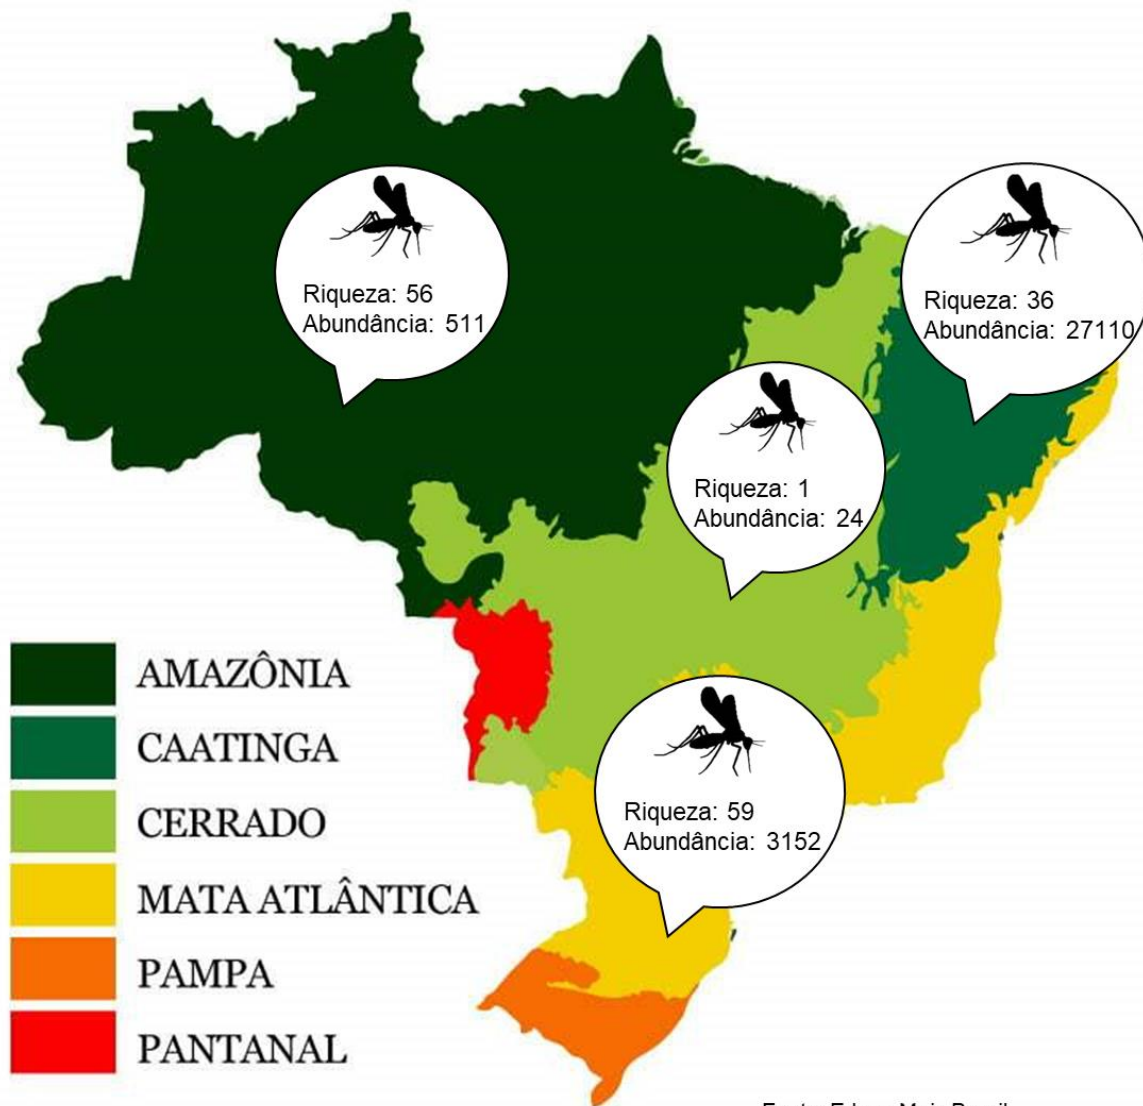 Riqueza: 56
Abundância: 511
Riqueza: 36
Abundância: 27110
Riqueza: 1
Abundância: 24
Riqueza: 59
Abundância: 3152
AMAZÔNIA
CAATINGA
CERRADO
MATA ATLÂNTICA
PAMPA
PANTANAL